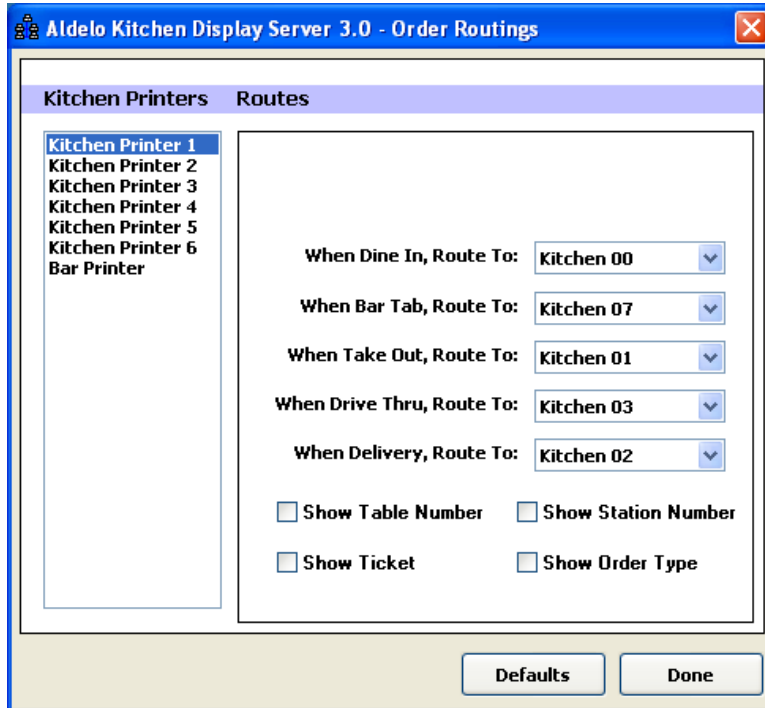 Aldelo Kitchen Display Server 3.0 - Order Routings
Kitchen Printers Routes
Kitchen Printer 1
Kitchen Printer 2
Kitchen Printer 3
Kitchen Printer 4
Kitchen Printer 5
Kitchen Printer 6
Bar Printer
When Dine In, Route To: Kitchen 00
When Bar Tab, Route To: Kitchen 07
When Take Out, Route To: Kitchen 01
When Drive Thru, Route To: Kitchen 03
When Delivery, Route To: Kitchen 02
Show Table Number Show Station Number
Show Ticket Show Order Type
Defaults Done